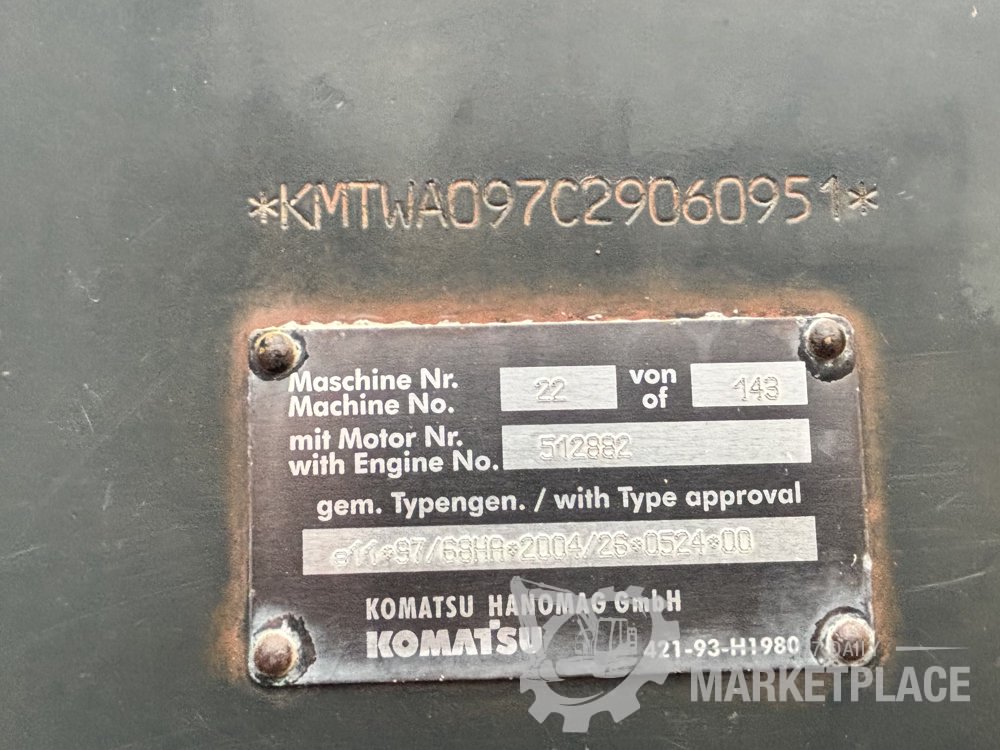 *KMTWA097C29060951*
Maschine Nr.
Machine No.
22
von
of
143
mit Motor Nr.
with Engine No.
512882
gem. Typengen. / with Type approval
e11*97/68HA*2004/26*0524*00
KOMATSU HANOMAG GmbH
KOMATSU
421-93-H1980
MARKETPLACE